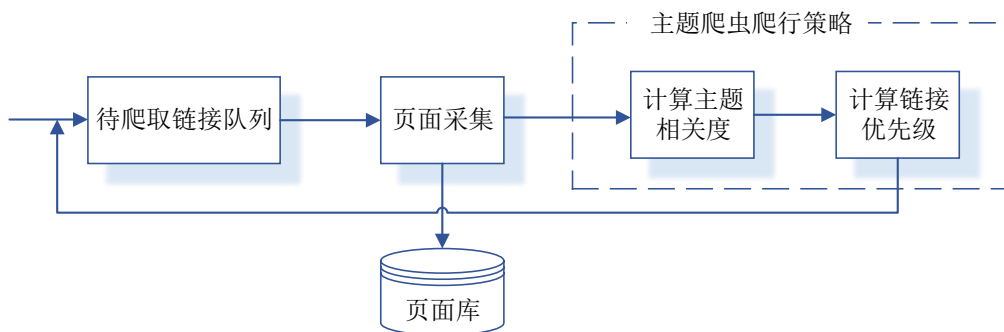 主题爬虫爬行策略
待爬取链接队列
页面采集
计算主题
相关度
计算链接
优先级
页面库